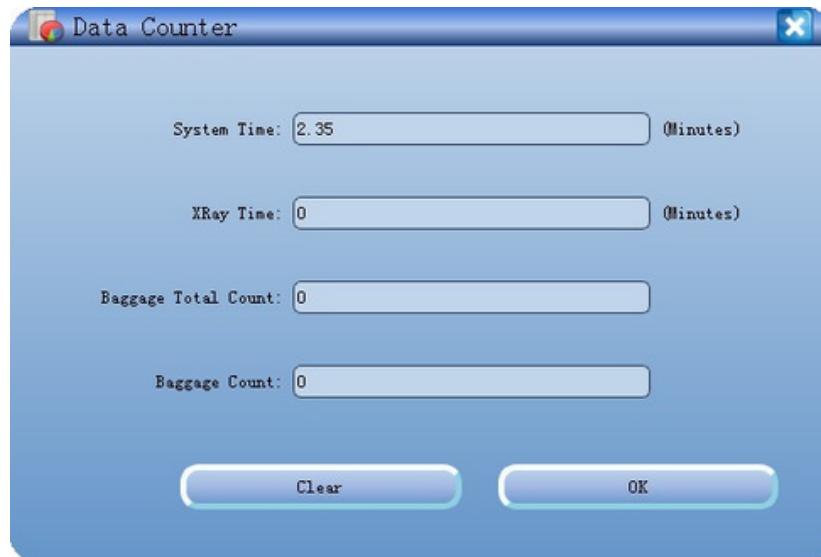 Data Counter
System Time: 2.35 (Minutes)
XRay Time: 0 (Minutes)
Baggage Total Count: 0
Baggage Count: 0
Clear OK